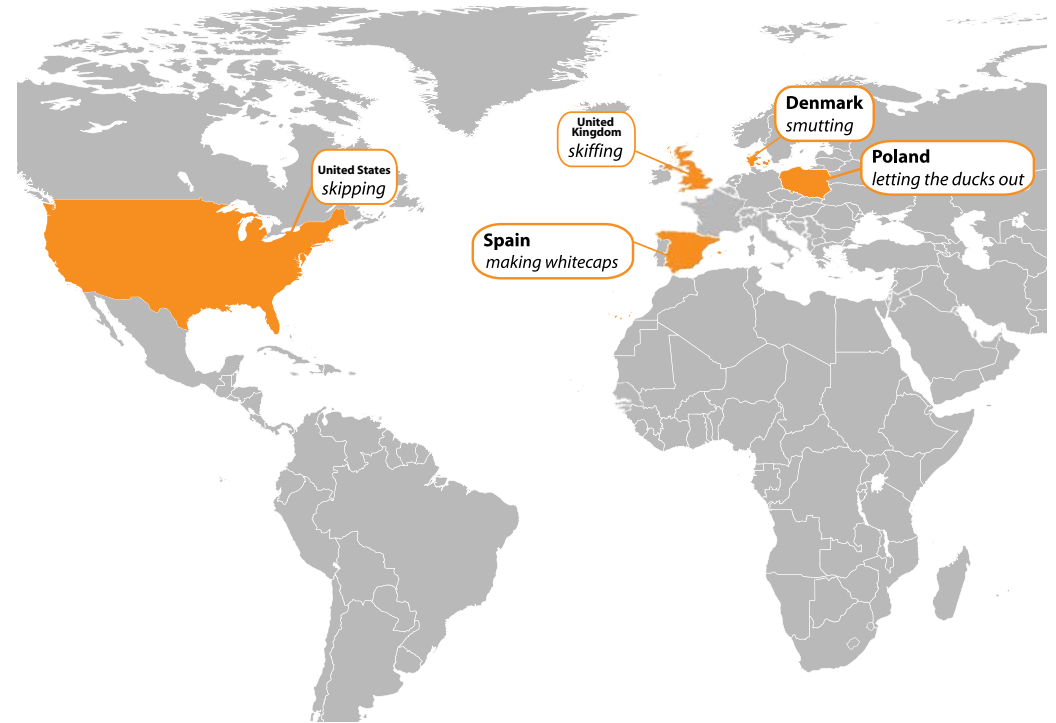 Denmark
smutting
United
Kingdom
skiffing
Poland
letting the ducks out
United States
skipping
Spain
making whitecaps